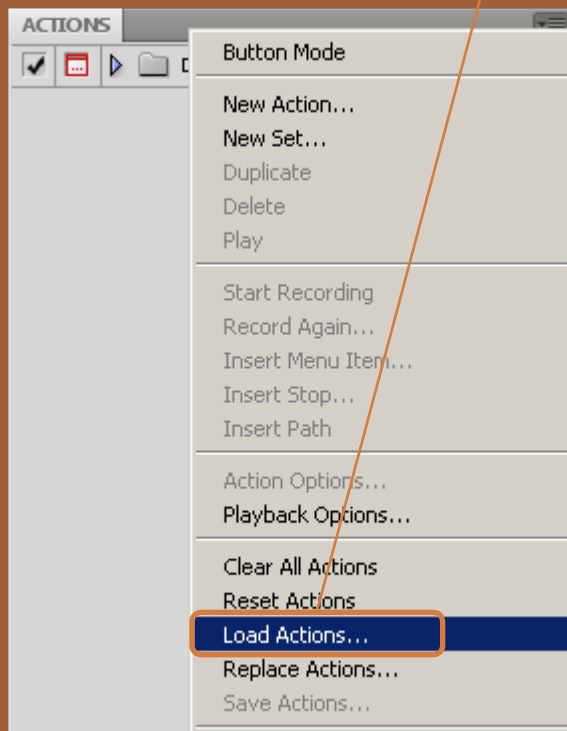 ACTIONS
Button Mode
New Action...
New Set...
Duplicate
Delete
Play
Start Recording
Record Again...
Insert Menu Item...
Insert Stop...
Insert Path
Action Options...
Playback Options...
Clear All Actions
Reset Actions
Load Actions...
Replace Actions...
Save Actions...